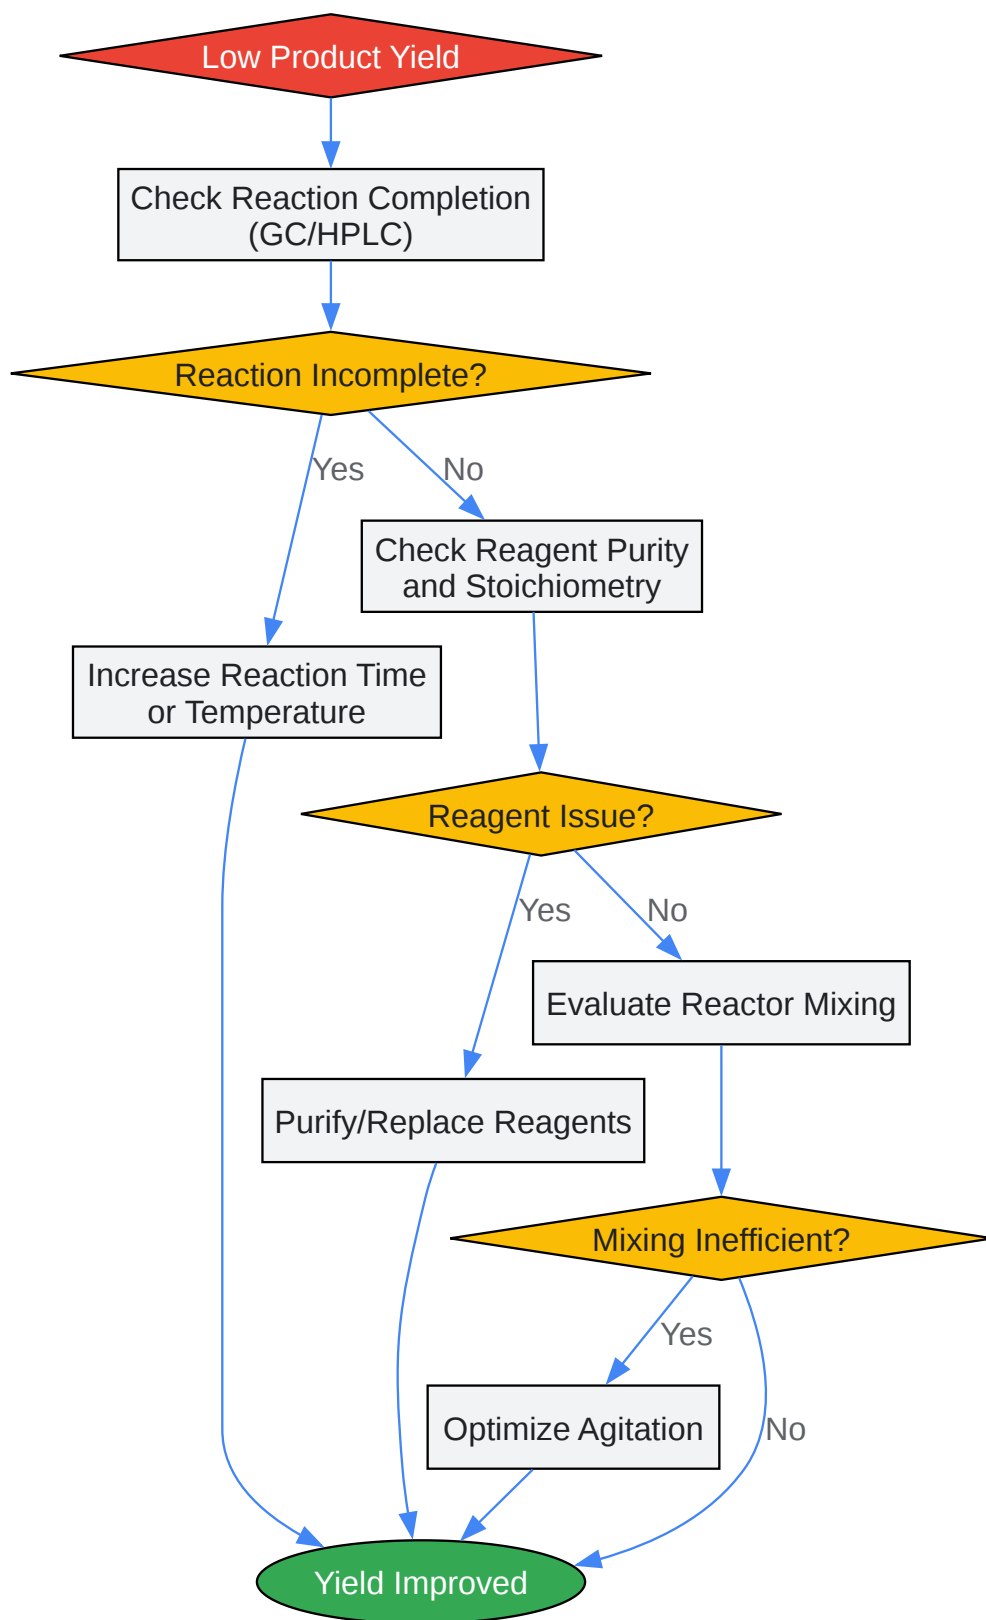 Low Product Yield
Check Reaction Completion
(GC/HPLC)
Reaction Incomplete?
Yes
No
Check Reagent Purity
and Stoichiometry
Increase Reaction Time
or Temperature
Reagent Issue?
Yes
No
Evaluate Reactor Mixing
Purify/Replace Reagents
Mixing Inefficient?
Yes
Optimize Agitation
No
Yield Improved